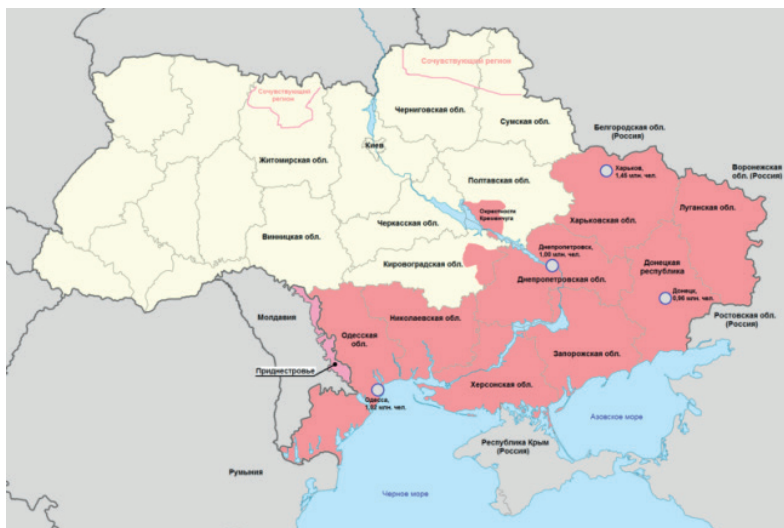 Сочувствующий регион
Сочувствующий
регион
Черниговская обл.
Сумская обл.
Белгородская обл.
(Россия)
Киев
Житомирская обл.
Харьков,
1,45 млн. чел.
Воронежская
обл. (Россия)
Полтавская обл.
Луганская обл.
Окрестности
Кременчуга
Харьковская обл.
Черкасская обл.
Винницкая обл.
Днепропетровск,
1,00 млн. чел.
Кировоградская обл.
Донецкая
республика
Днепропетровская обл.
Донецк,
0,96 млн. чел.
Молдавия
Николаевская обл.
Одесская
обл.
Ростовская обл.
(Россия)
Запорожская обл.
Приднестровье
Херсонская обл.
Одесса,
1,02 млн. чел.
Азовское море
Республика Крым
(Россия)
Румыния
Черное море